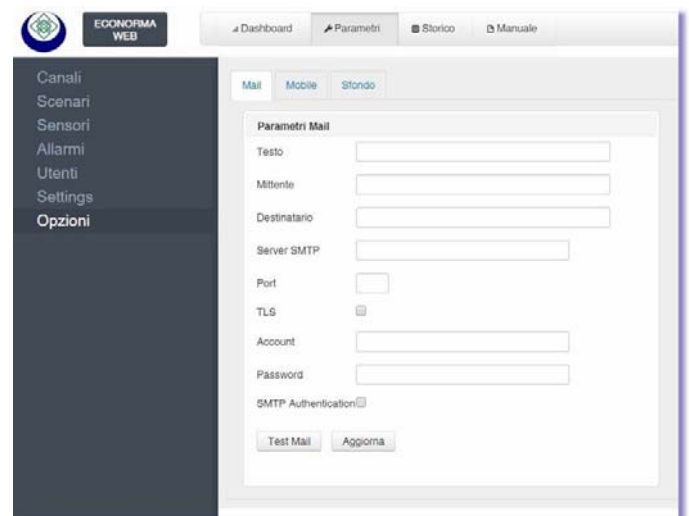 ECONORMA
WEB
Dashboard
Parametri
Storico
Manuale
Canali
Scenari
Sensori
Allarmi
Utenti
Settings
Opzioni
Mail
Mobile
Sfondo
Parametri Mail
Testo
Mittente
Destinatario
Server SMTP
Port
TLS
Account
Password
SMTP Authentication
Test Mail
Aggiorna